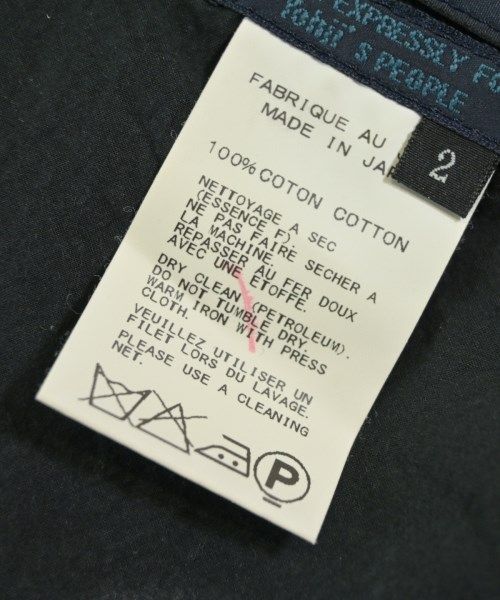 EXPRESSLY FO
John's PEOPLE
2
FABRIQUE AU
MADE IN JA
100% COTON COTTON
NETTOYAGE A SEC
(ESSENCE F).
NE PAS FAIRE SECHER A
LA MACHINE.
REPASSER AU FER DOUX
AVEC UNE ETOFFE.
DRY CLEAN (PETROLEUM).
DO NOT TUMBLE DRY.
WARM IRON WITH PRESS
CLOTH.
VEUILLEZ UTILISER UN
FILET LORS DU LAVAGE.
PLEASE USE A CLEANING
NET.
P